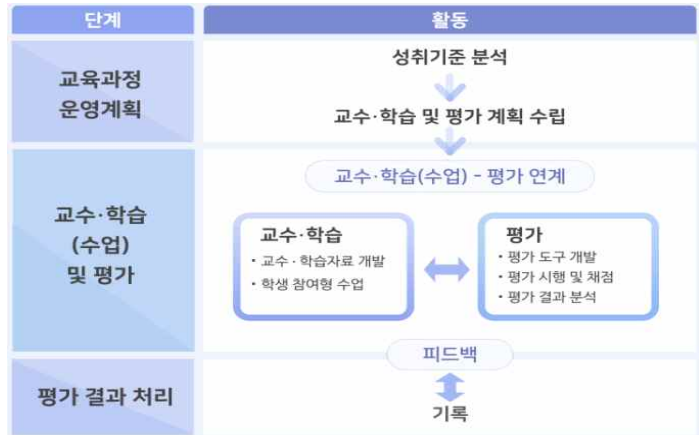 단계
활동
교육과정
운영계획
성취기준 분석
교수·학습 및 평가 계획 수립
교수·학습
(수업)
및 평가
교수·학습(수업) - 평가 연계
교수·학습
· 교수 · 학습자료 개발
· 학생 참여형 수업
평가
· 평가 도구 개발
· 평가 시행 및 채점
· 평가 결과 분석
피드백
평가 결과 처리
기록